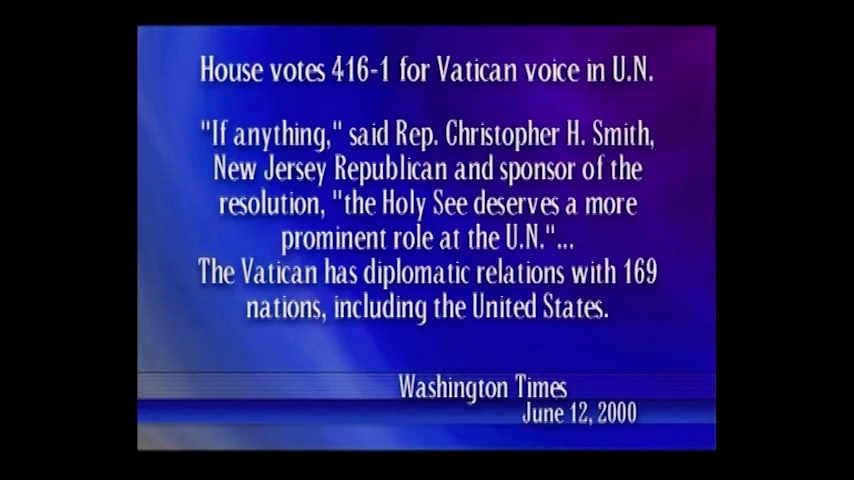 House votes 416-1 for Vatican voice in U.N.
"If anything," said Rep. Christopher H. Smith,
New Jersey Republican and sponsor of the
resolution, "the Holy See deserves a more
prominent role at the U.N."...
The Vatican has diplomatic relations with 169
nations, including the United States.
Washington Times
June 12, 2000